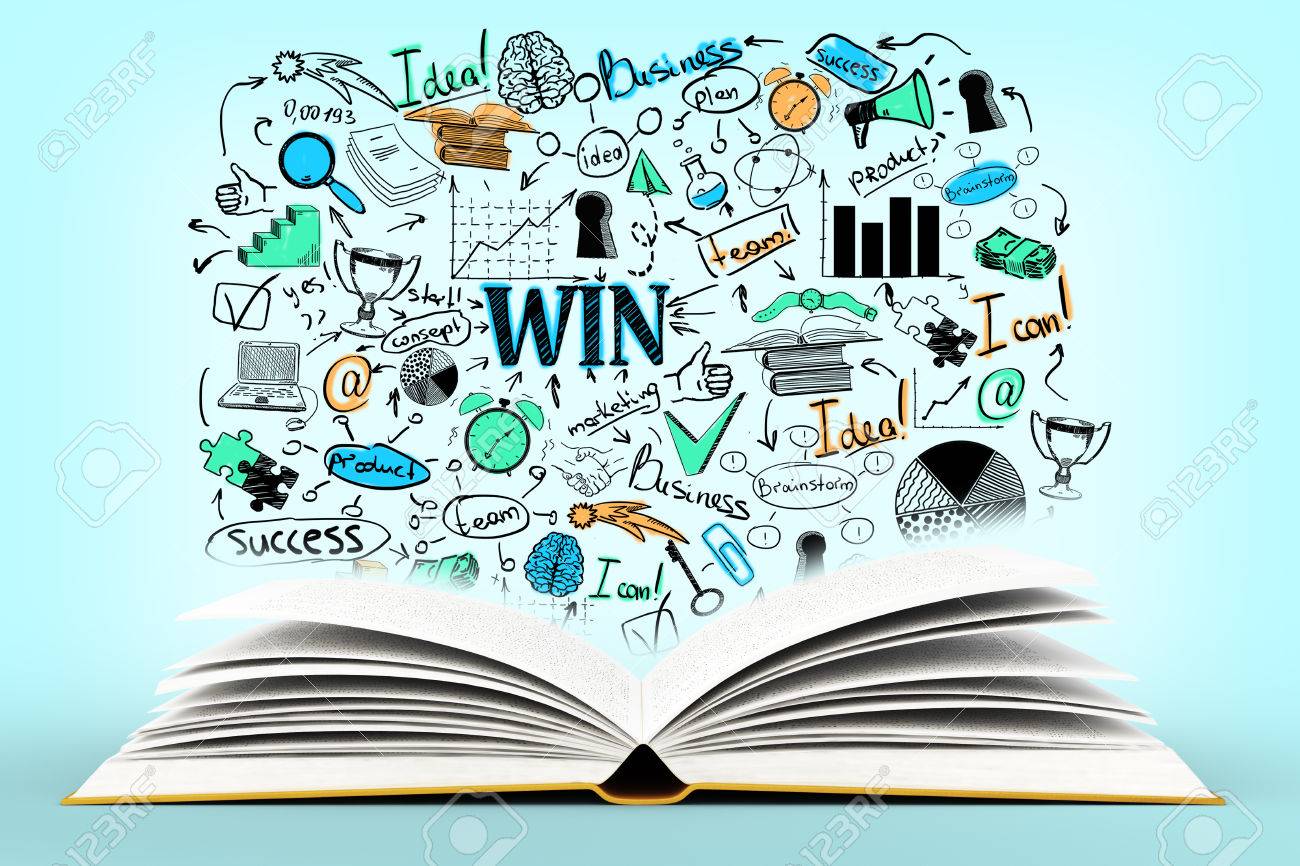 Idea!
Business
SUCCESS
plan
0,00193
idea
product?
Brainstorm
team!
yes
start!!
WIN
consept
I can!
@
@
marketing
Idea!
product
Business
Brainstorm
team
SUCCESS
I can!
123RF